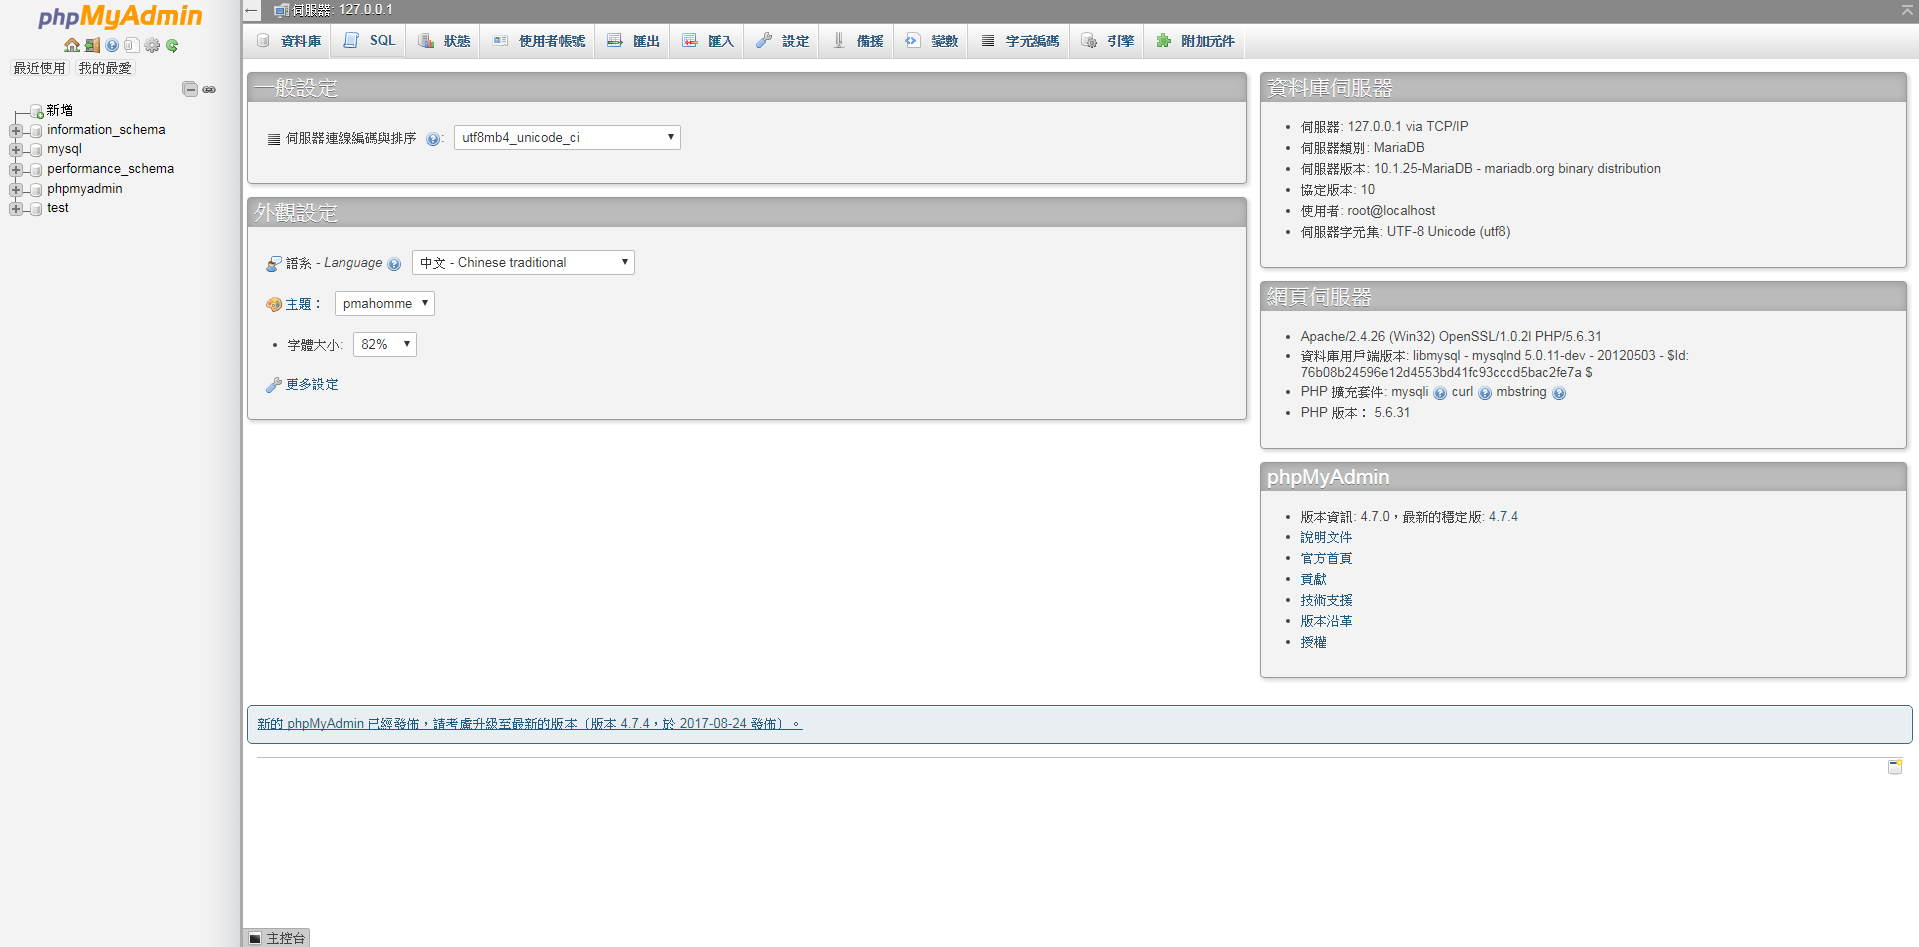 phpMyAdmin
最近使用 我的最愛
新增
information_schema
mysql
performance_schema
phpmyadmin
test
伺服器: 127.0.0.1
資料庫 SQL 狀態 使用者帳號 匯出 匯入 設定 備援 變數 字元編碼 引擎 附加元件
一般設定
伺服器連線編碼與排序 : utf8mb4_unicode_ci
外觀設定
語系 - Language 中文 - Chinese traditional
主題： pmahomme
字體大小: 82%
更多設定
資料庫伺服器
伺服器: 127.0.0.1 via TCP/IP
伺服器類別: MariaDB
伺服器版本: 10.1.25-MariaDB - mariadb.org binary distribution
協定版本: 10
使用者: root@localhost
伺服器字元集: UTF-8 Unicode (utf8)
網頁伺服器
Apache/2.4.26 (Win32) OpenSSL/1.0.2l PHP/5.6.31
資料庫用戶端版本: libmysql - mysqlnd 5.0.11-dev - 20120503 - $Id:
76b08b24596e12d4553bd41fc93cccd5bac2fe7a $
PHP 擴充套件: mysqli curl mbstring
PHP 版本： 5.6.31
phpMyAdmin
版本資訊: 4.7.0，最新的穩定版: 4.7.4
說明文件
官方首頁
貢獻
技術支援
版本沿革
授權
新的 phpMyAdmin 已經發佈，請考慮升級至最新的版本（版本 4.7.4，於 2017-08-24 發佈）。
主控台